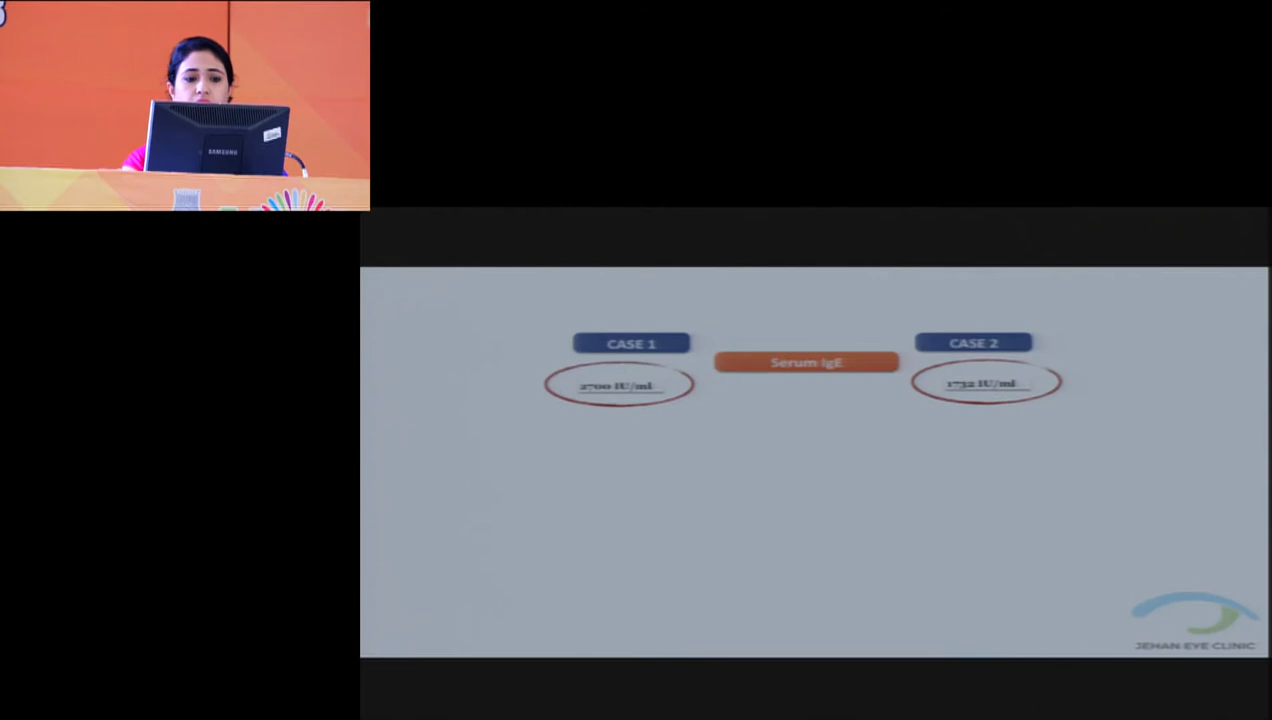 SAMSUNG
CASE 1
CASE 2
Serum IgE
2700 IU/ml
1732 IU/ml
JEHAN EYE CLINIC